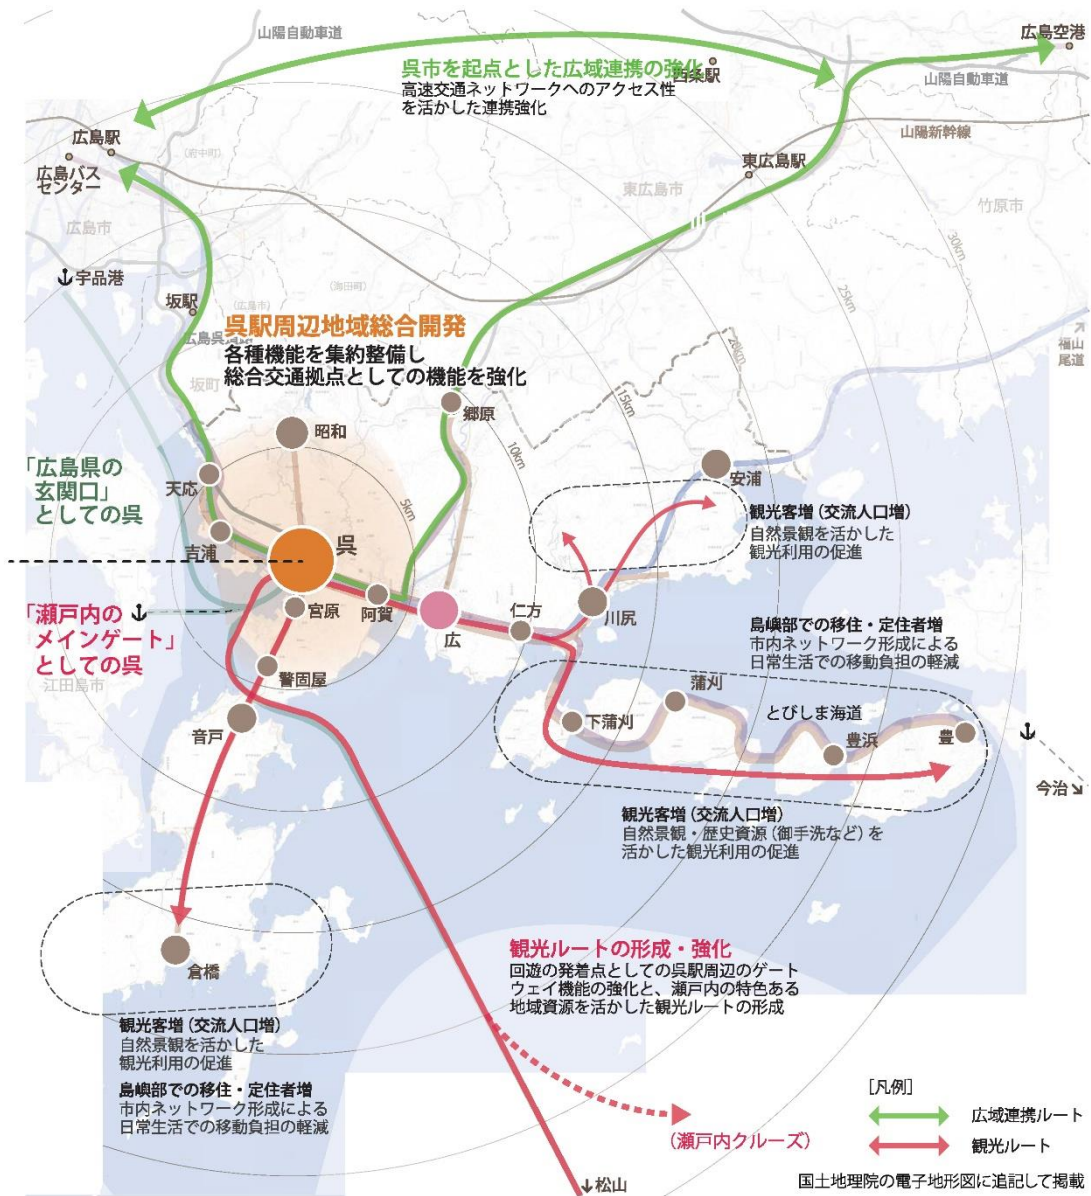 山陽自動車道
広島空港
呉市を起点とした広域連携の強化
西条駅
高速交通ネットワークへのアクセス性
を活かした連携強化
山陽自動車道
山陽新幹線
広島駅
(府中町)
広島バス
センター
東広島駅
東広島市
竹原市
広島市
30km
宇品港
(海田町)
25km
坂駅
(広島市)
呉駅周辺地域総合開発
広島呉道路
各種機能を集約整備し
総合交通拠点としての機能を強化
坂町
20km
福山
尾道
15km
郷原
昭和
10km
「広島県の
玄関口」
としての呉
天応
安浦
5km
観光客増(交流人口増)
自然景観を活かした
観光利用の促進
吉浦
呉
「瀬戸内の
メインゲート」
としての呉
宮原
阿賀
広
仁方
川尻
島嶼部での移住・定住者増
市内ネットワーク形成による
日常生活での移動負担の軽減
江田島市
警固屋
音戸
下蒲刈
蒲刈
とびしま海道
豊浜
豊
今治↘
観光客増(交流人口増)
自然景観・歴史資源(御手洗など)を
活かした観光利用の促進
倉橋
観光ルートの形成・強化
回遊の発着点としての呉駅周辺のゲート
ウェイ機能の強化と、瀬戸内の特色ある
地域資源を活かした観光ルートの形成
観光客増(交流人口増)
自然景観を活かした
観光利用の促進
島嶼部での移住・定住者増
市内ネットワーク形成による
日常生活での移動負担の軽減
[凡例]
広域連携ルート
観光ルート
(瀬戸内クルーズ)
↓松山
国土地理院の電子地形図に追記して掲載